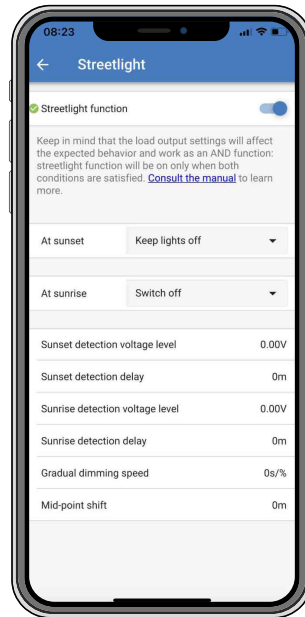 08:23
Streetlight
Streetlight function
Keep in mind that the load output settings will affect
the expected behavior and work as an AND function:
streetlight function will be on only when both
conditions are satisfied. Consult the manual to learn
more.
At sunset Keep lights off
At sunrise Switch off
Sunset detection voltage level 0.00V
Sunset detection delay 0m
Sunrise detection voltage level 0.00V
Sunrise detection delay 0m
Gradual dimming speed 0s/%
Mid-point shift 0m